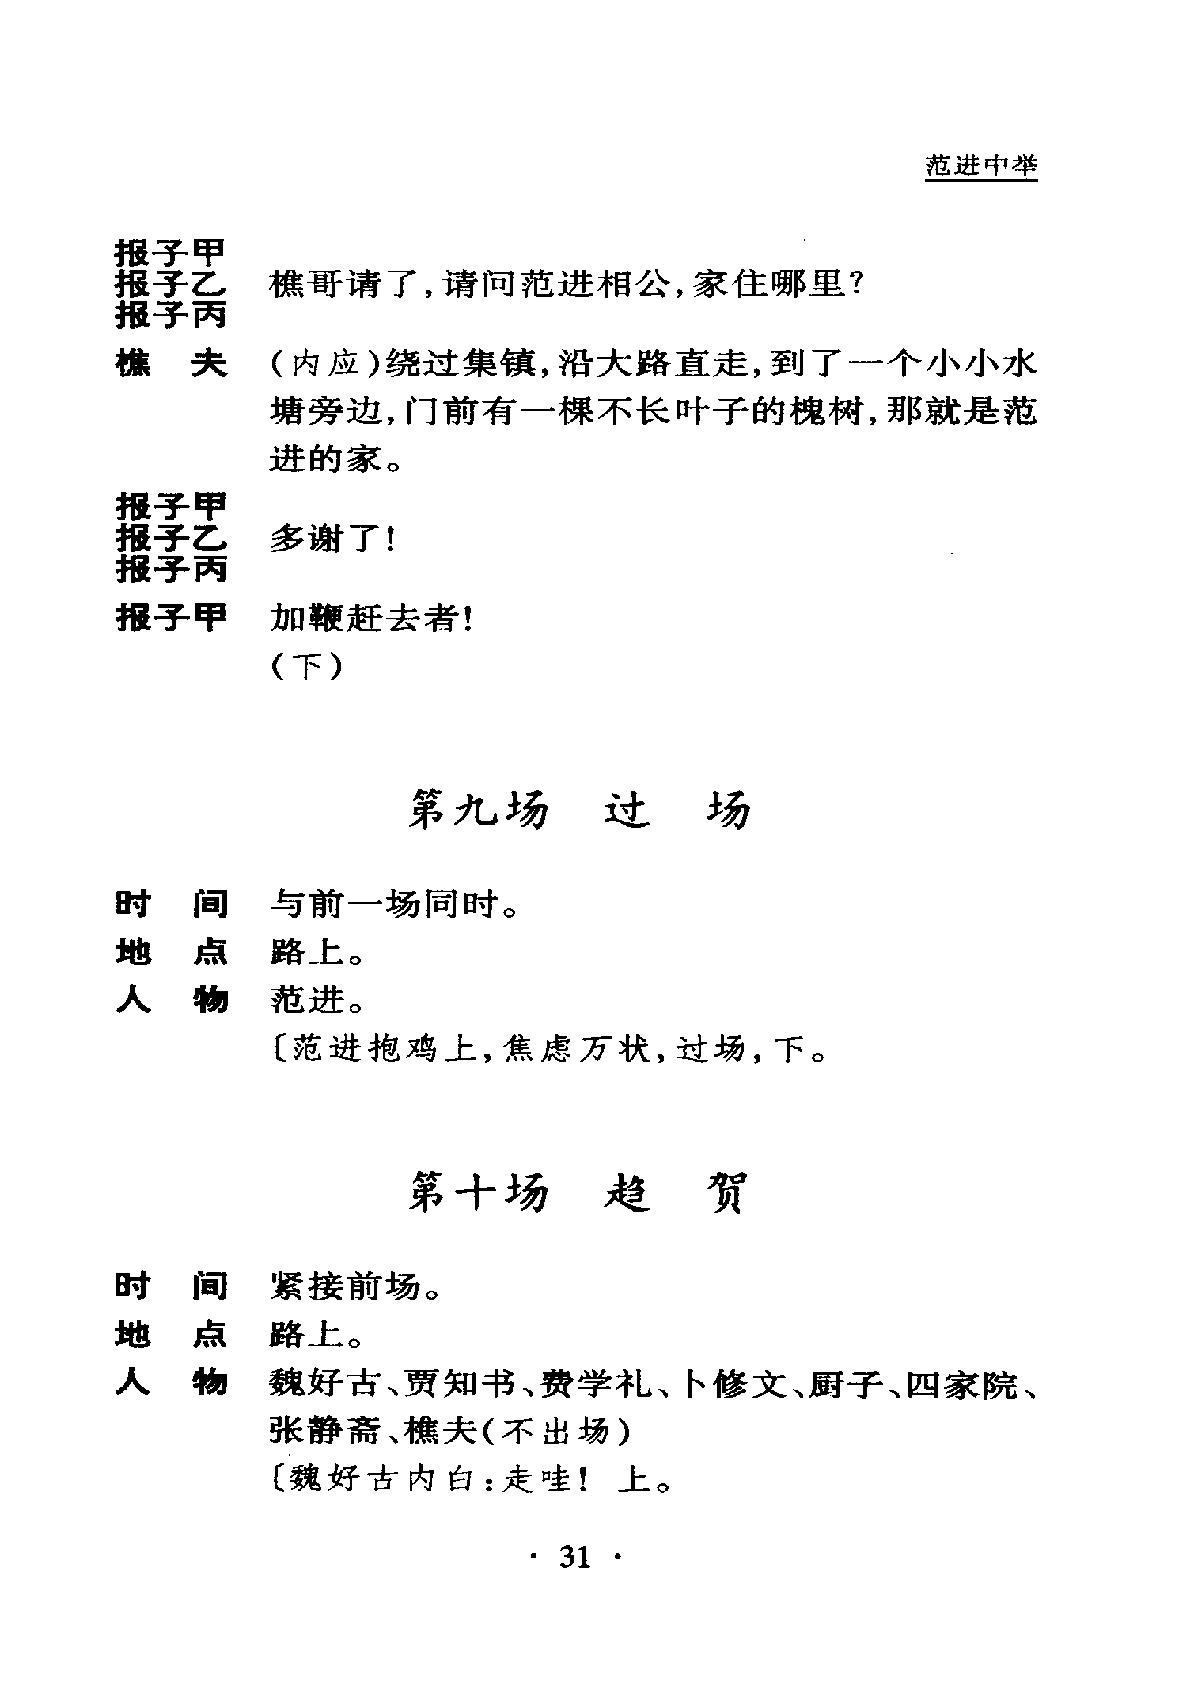 范进中举
报子甲
报子乙 樵哥请了,请问范进相公,家住哪里?
报子丙
樵 夫 (内应)绕过集镇,沿大路直走,到了一个小小水
塘旁边,门前有一棵不长叶子的槐树,那就是范
进的家。
报子甲
报子乙 多谢了!
报子丙
报子甲 加鞭赶去者!
(下)
第九场 过 场
时 间 与前一场同时。
地 点 路上。
人 物 范进。
〔范进抱鸡上,焦虑万状,过场,下。
第十场 趋 贺
时 间 紧接前场。
地 点 路上。
人 物 魏好古、贾知书、费学礼、卜修文、厨子、四家院、
张静斋、樵夫(不出场)
〔魏好古内白:走哇! 上。
· 31 ·